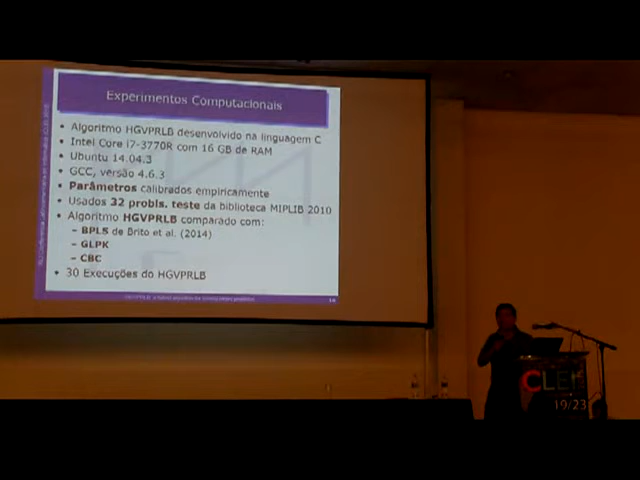 Experimentos Computacionais
• Algoritmo HGVPRLB desenvolvido na linguagem C
• Intel Core i7-3770R com 16 GB de RAM
• Ubuntu 14.04.3
• GCC, versão 4.6.3
• Parâmetros calibrados empiricamente
• Usados 32 probls. teste da biblioteca MIPLIB 2010
• Algoritmo HGVPRLB comparado com:
– BPLS de Brito et al. (2014)
– GLPK
– CBC
• 30 Execuções do HGVPRLB
CLEI
19/23